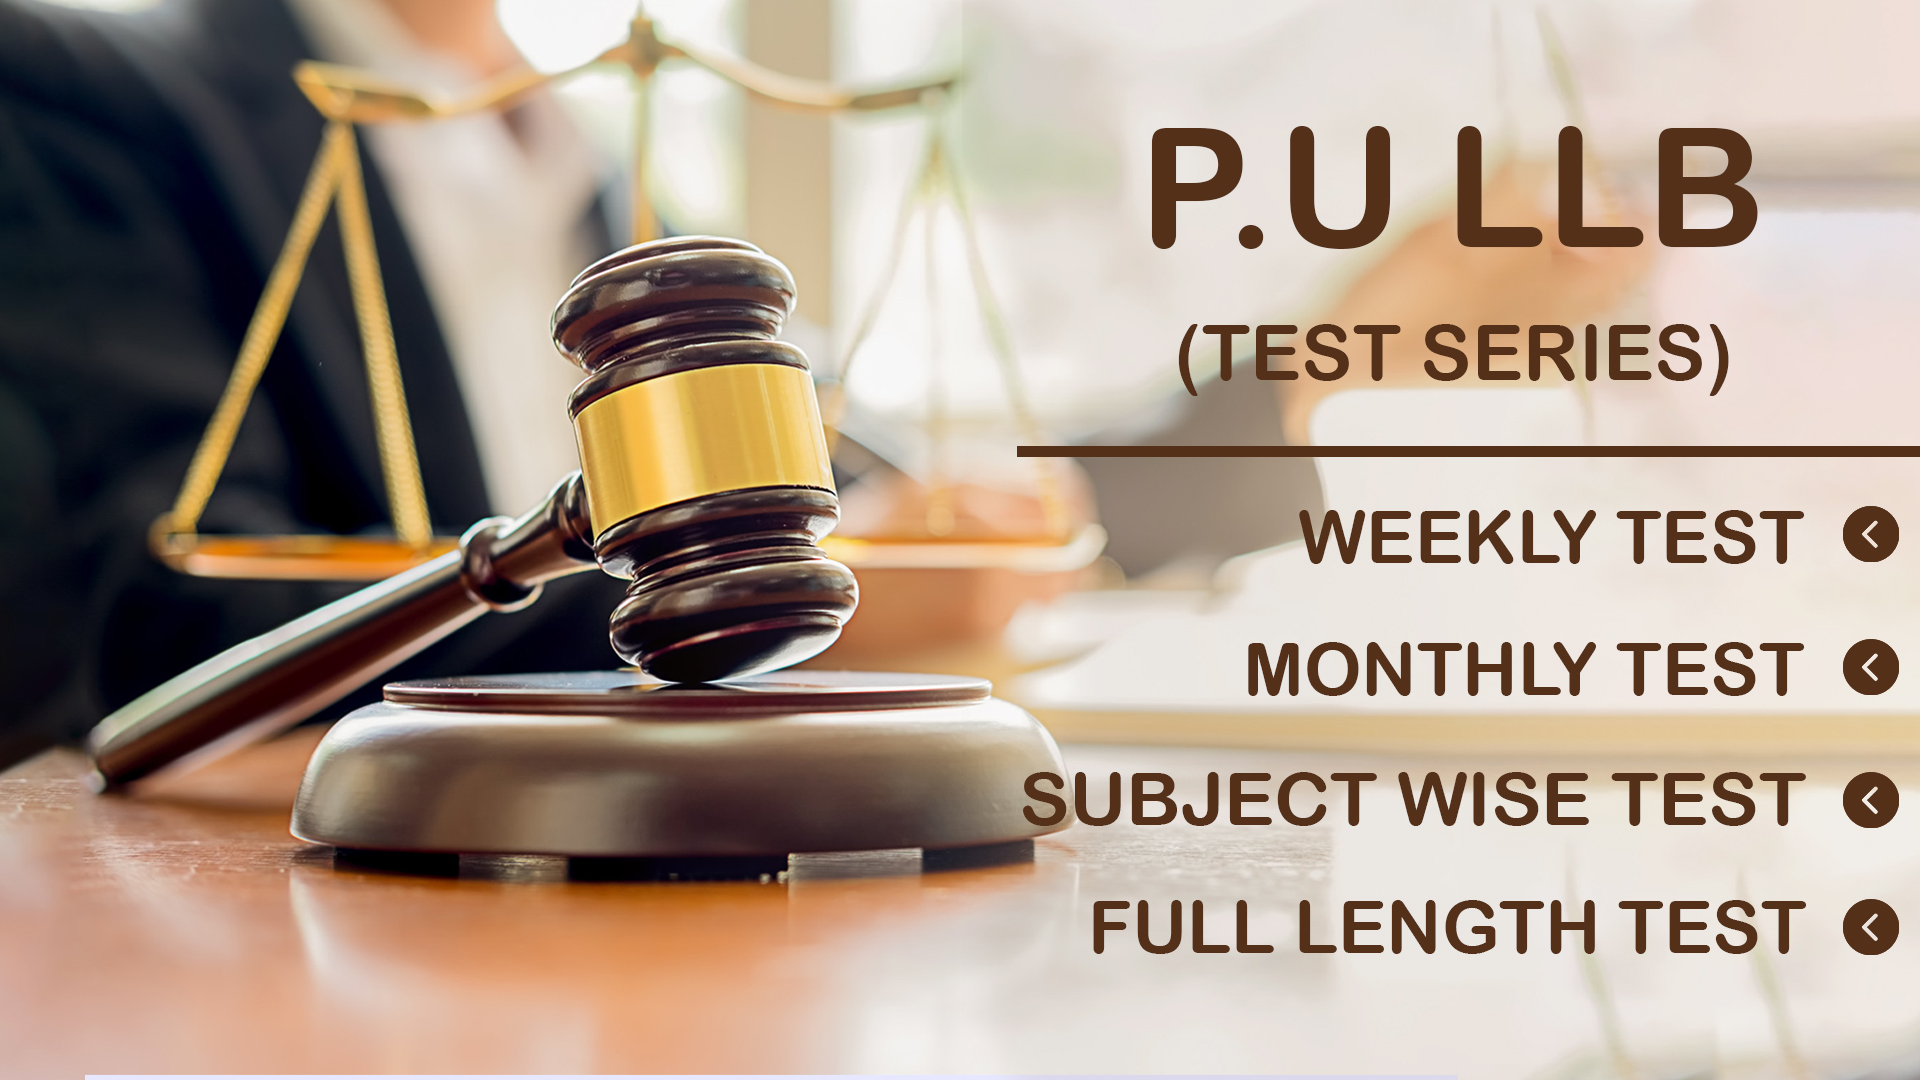 P.U LLB
(TEST SERIES)
WEEKLY TEST
MONTHLY TEST
SUBJECT WISE TEST
FULL LENGTH TEST